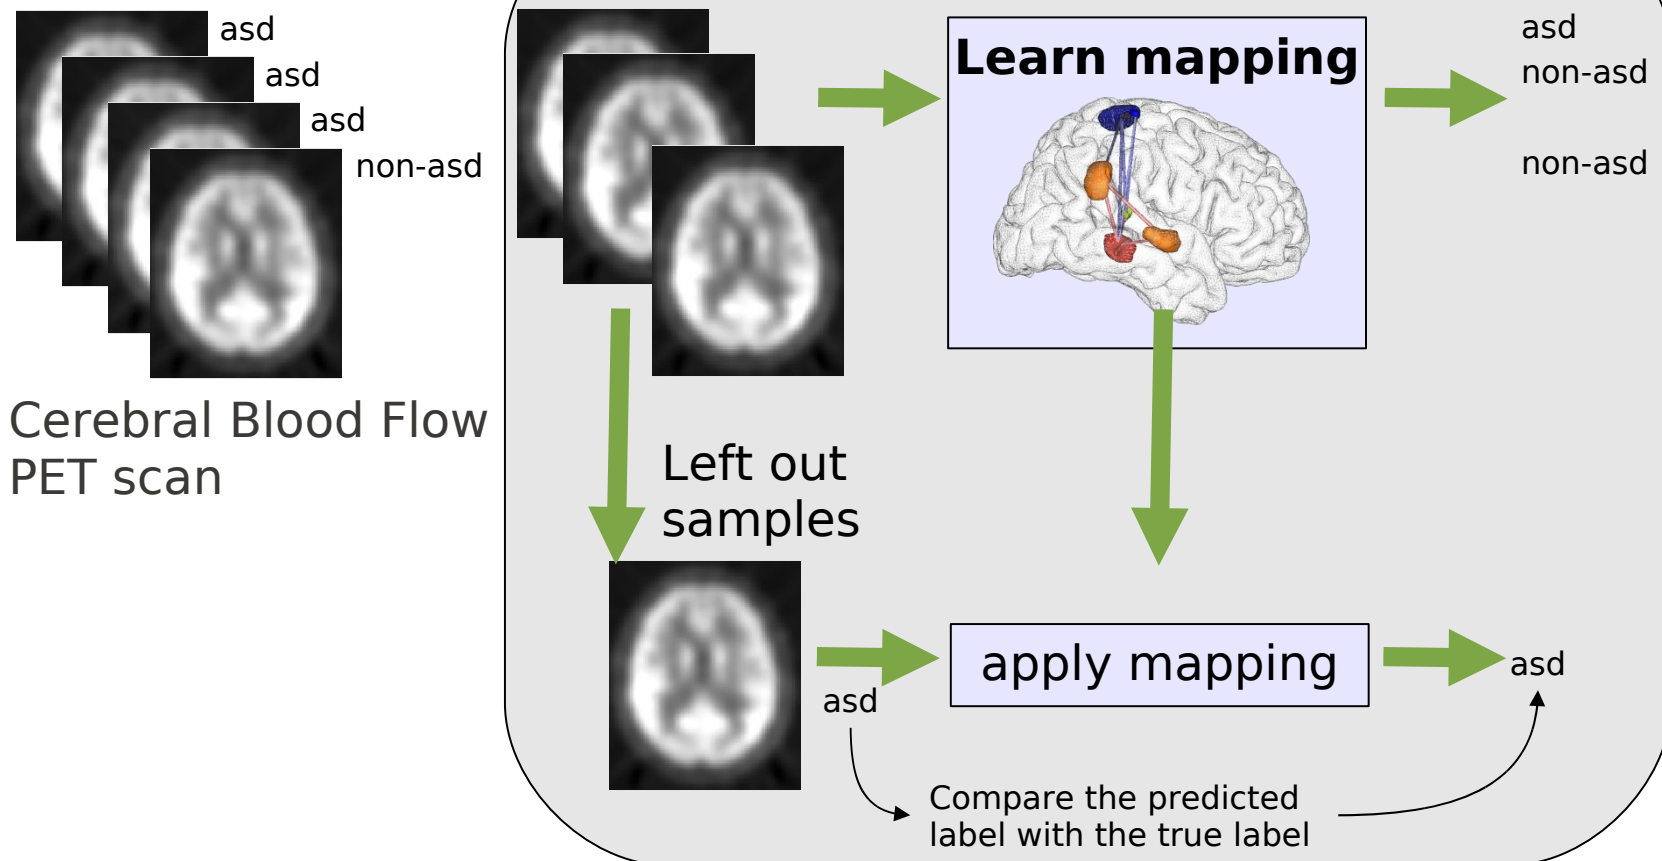 asd
asd
asd
non-asd
Cerebral Blood Flow
PET scan
Learn mapping
asd
non-asd
non-asd
Left out
samples
asd
apply mapping
asd
Compare the predicted
label with the true label